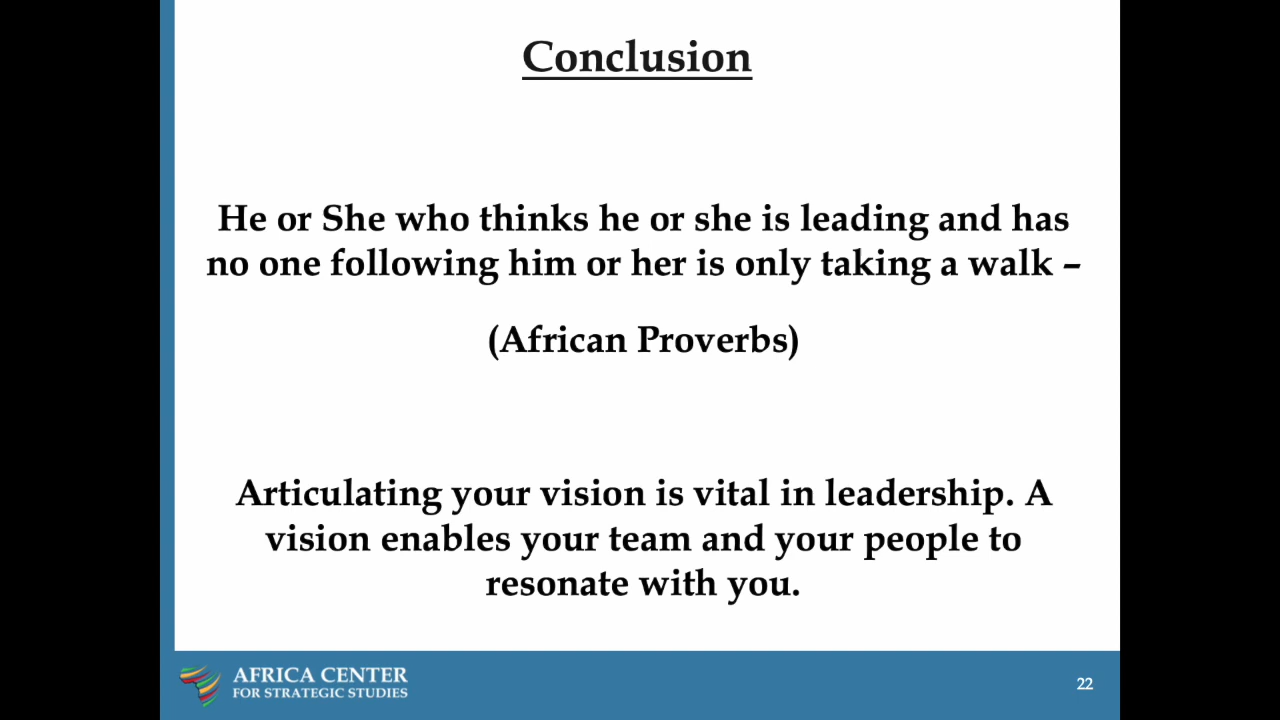 Conclusion
He or She who thinks he or she is leading and has
no one following him or her is only taking a walk –
(African Proverbs)
Articulating your vision is vital in leadership. A
vision enables your team and your people to
resonate with you.
AFRICA CENTER
FOR STRATEGIC STUDIES
22